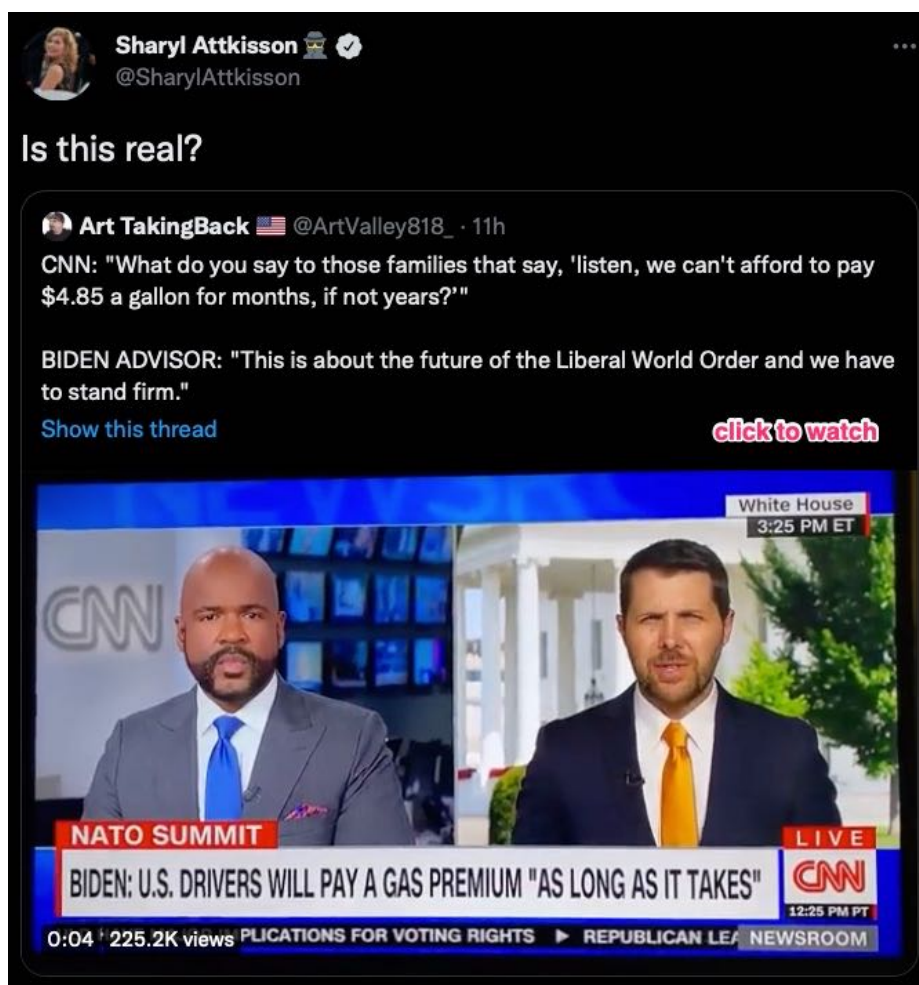 Sharyl Attkisson
@SharylAttkisson
Is this real?
Art TakingBack 🇺🇸 @ArtValley818_ · 11h
CNN: "What do you say to those families that say, 'listen, we can't afford to pay
$4.85 a gallon for months, if not years?'"
BIDEN ADVISOR: "This is about the future of the Liberal World Order and we have
to stand firm."
Show this thread
click to watch
White House
3:25 PM ET
CNN
NATO SUMMIT
LIVE
BIDEN: U.S. DRIVERS WILL PAY A GAS PREMIUM "AS LONG AS IT TAKES"
CNN
12:25 PM PT
0:04 225.2K views
PLICATIONS FOR VOTING RIGHTS ▶ REPUBLICAN LEA
NEWSROOM